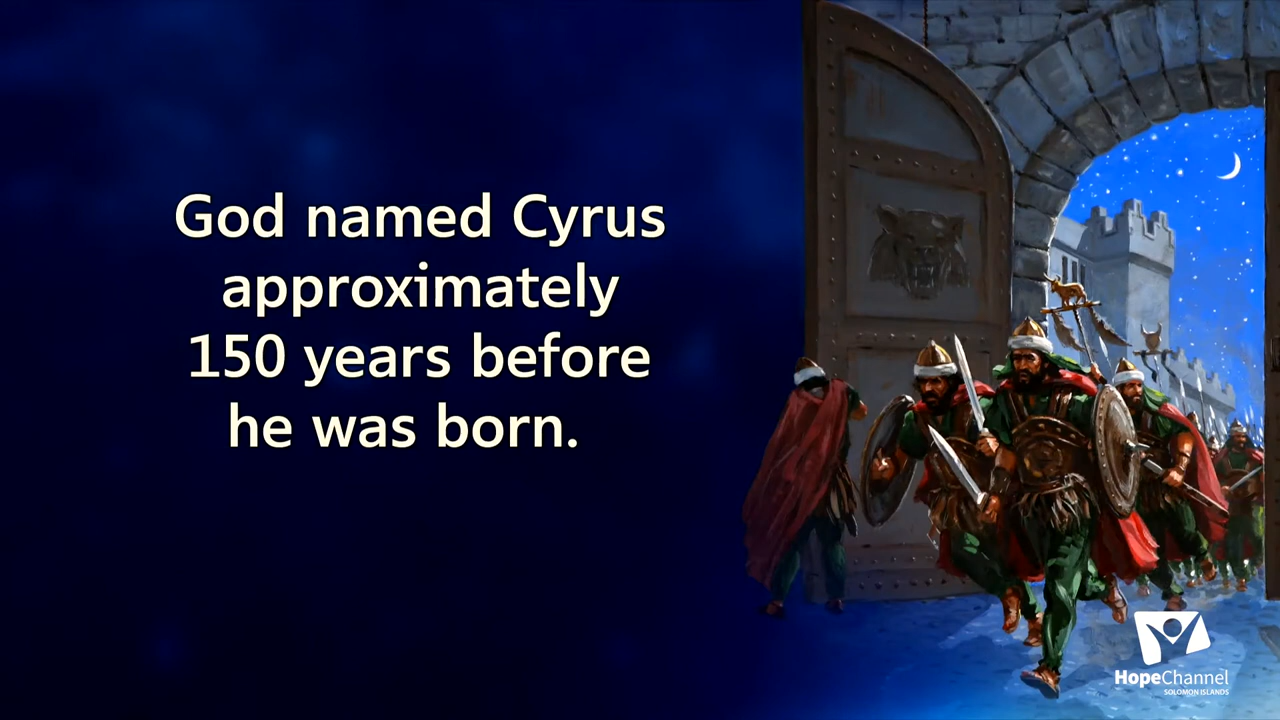 God named Cyrus
approximately
150 years before
he was born.
HopeChannel
SOLOMON ISLANDS